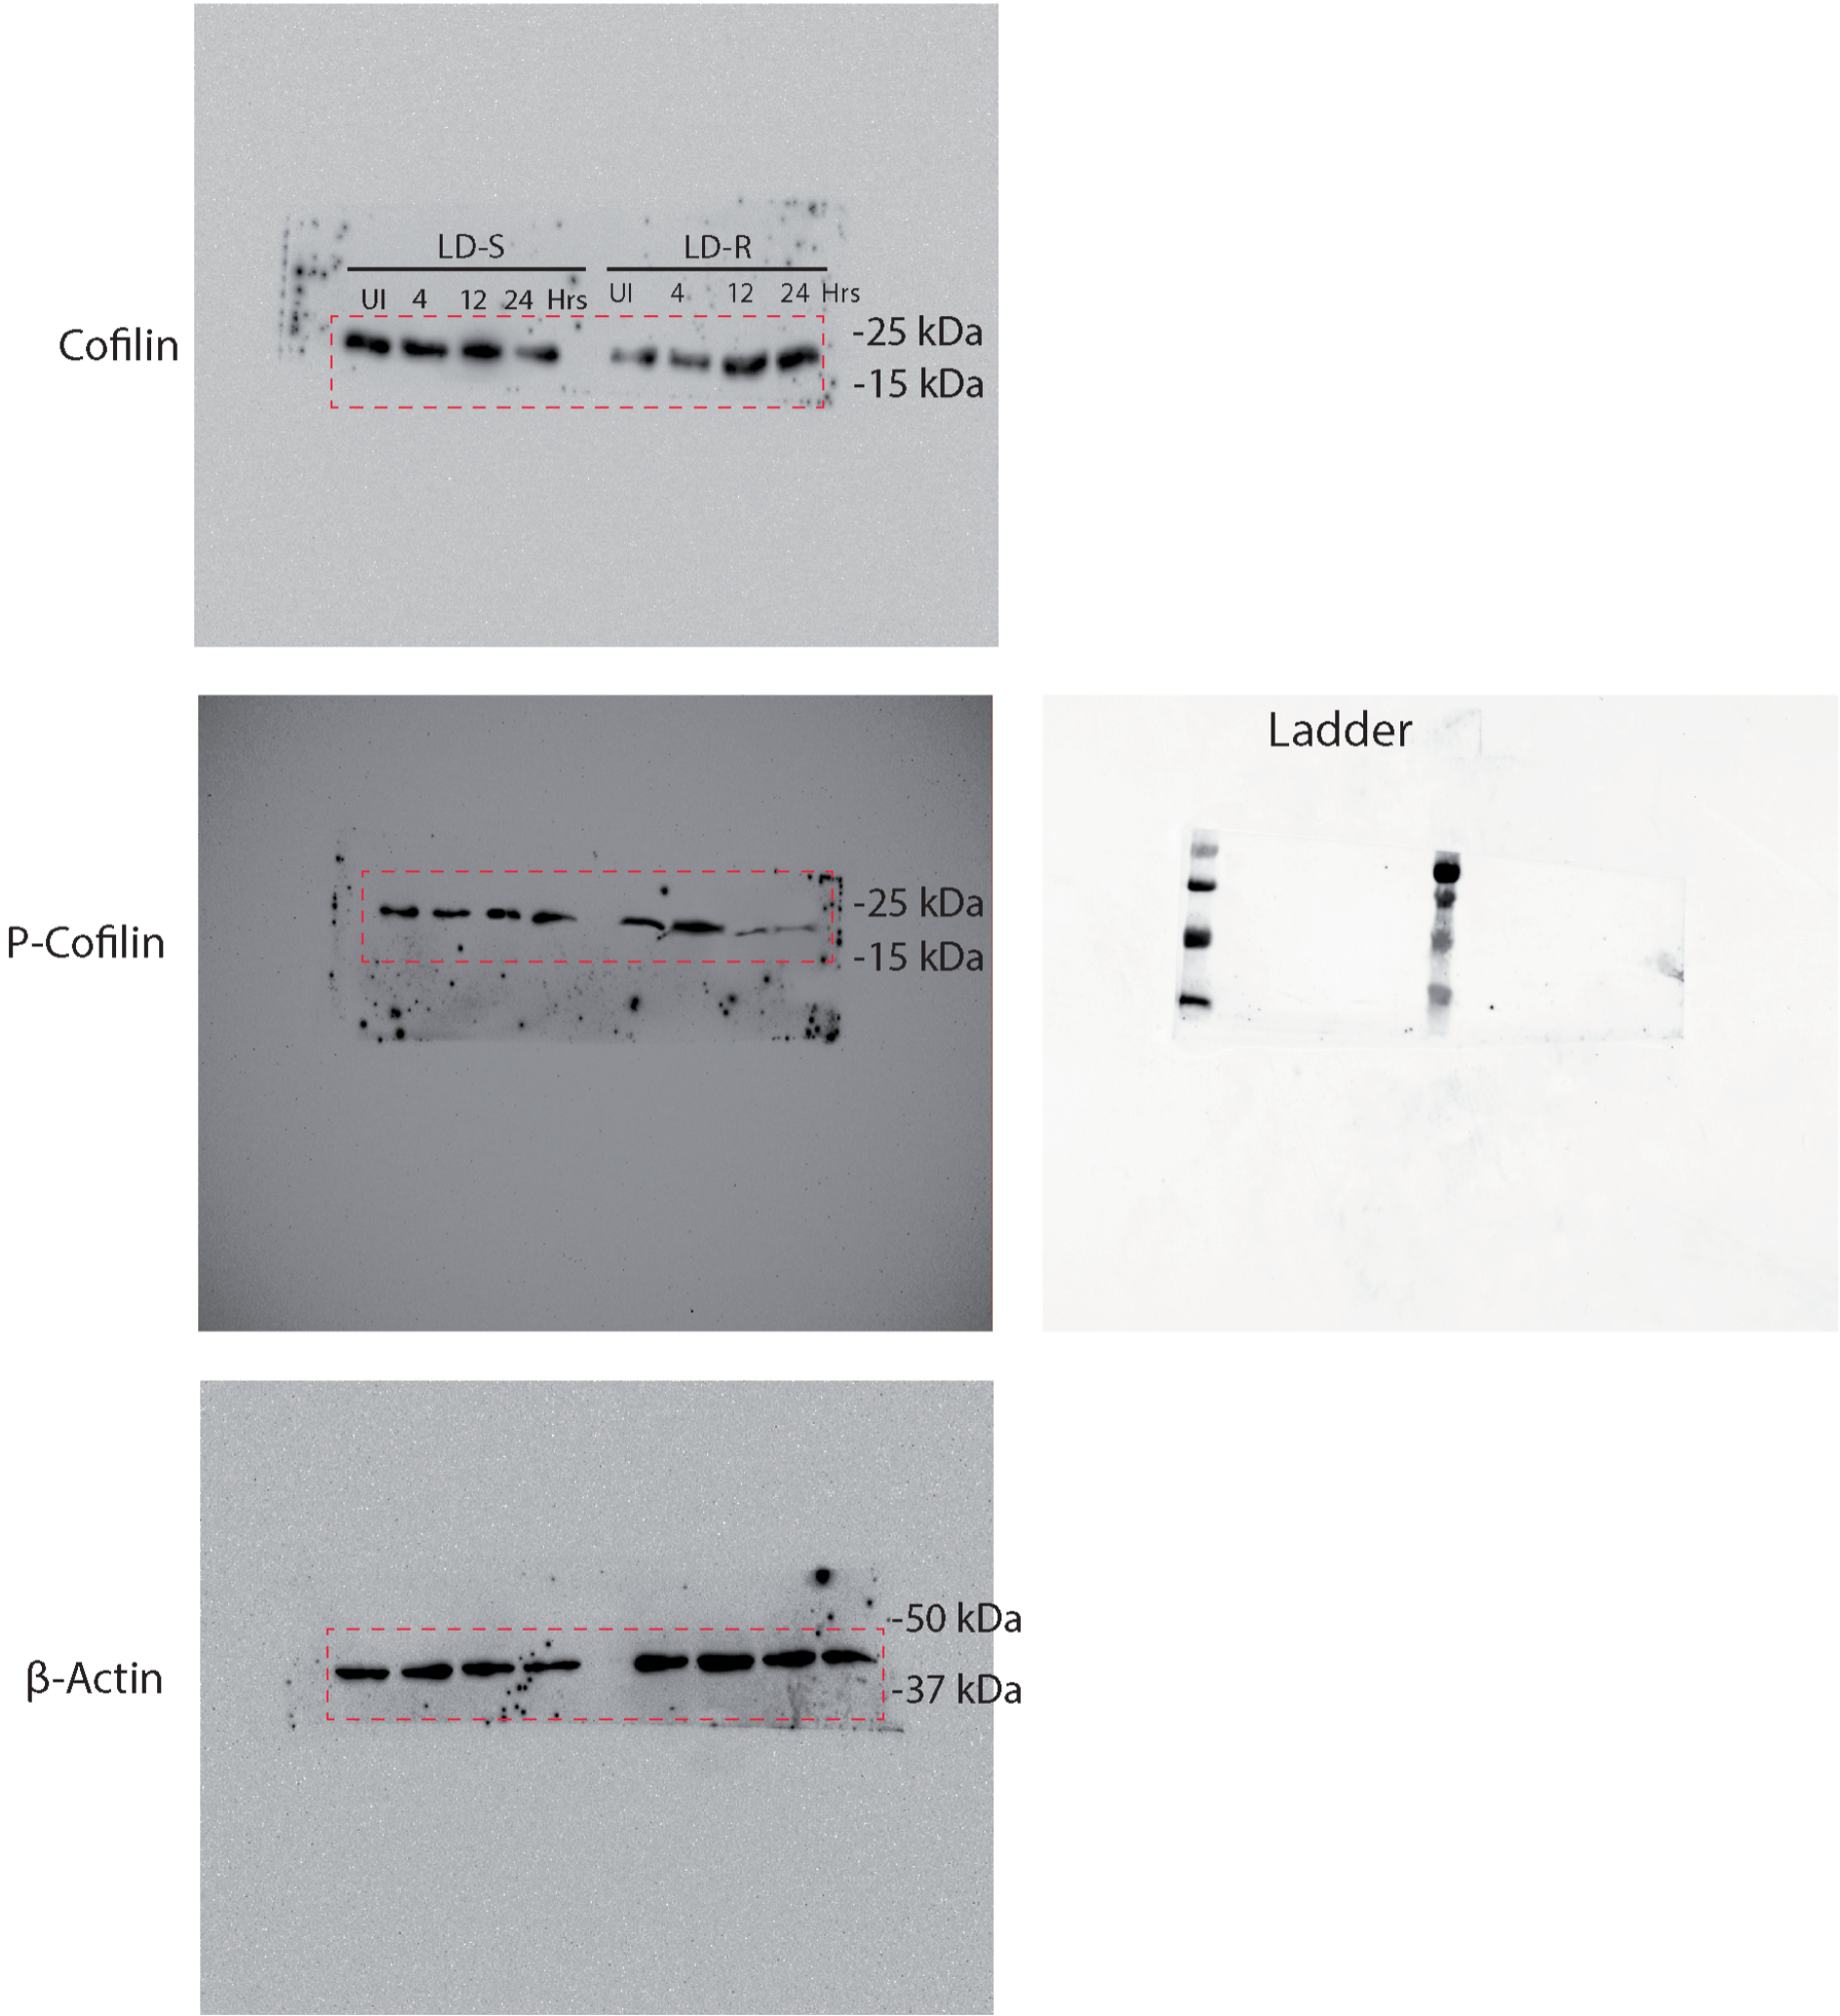 LD-S LD-R
UI 4 12 24 Hrs UI 4 12 24 Hrs
Cofilin
-25 kDa
-15 kDa
Ladder
P-Cofilin
-25 kDa
-15 kDa
β-Actin
-50 kDa
-37 kDa